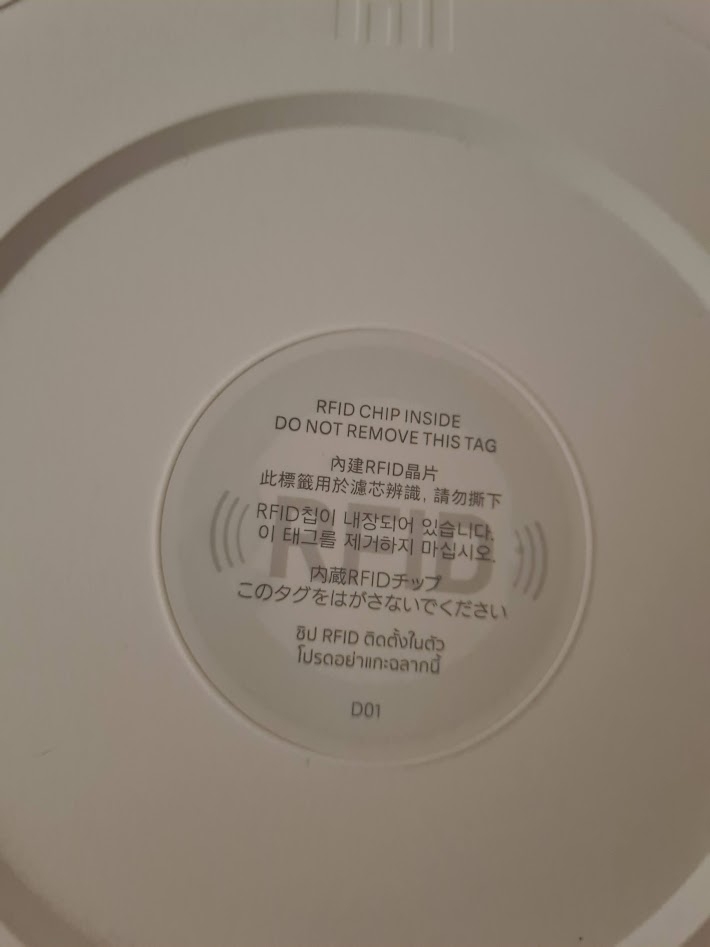 RFID CHIP INSIDE
DO NOT REMOVE THIS TAG
內建RFID晶片
此標籤用於濾芯辨識, 請勿撕下
RFID칩이 내장되어 있습니다.
이 태그를 제거하지 마십시오.
内蔵RFIDチップ
このタグをはがさないでください
ชิป RFID ติดตั้งในตัว
โปรดอย่าแกะฉลากนี้
D01
RFID